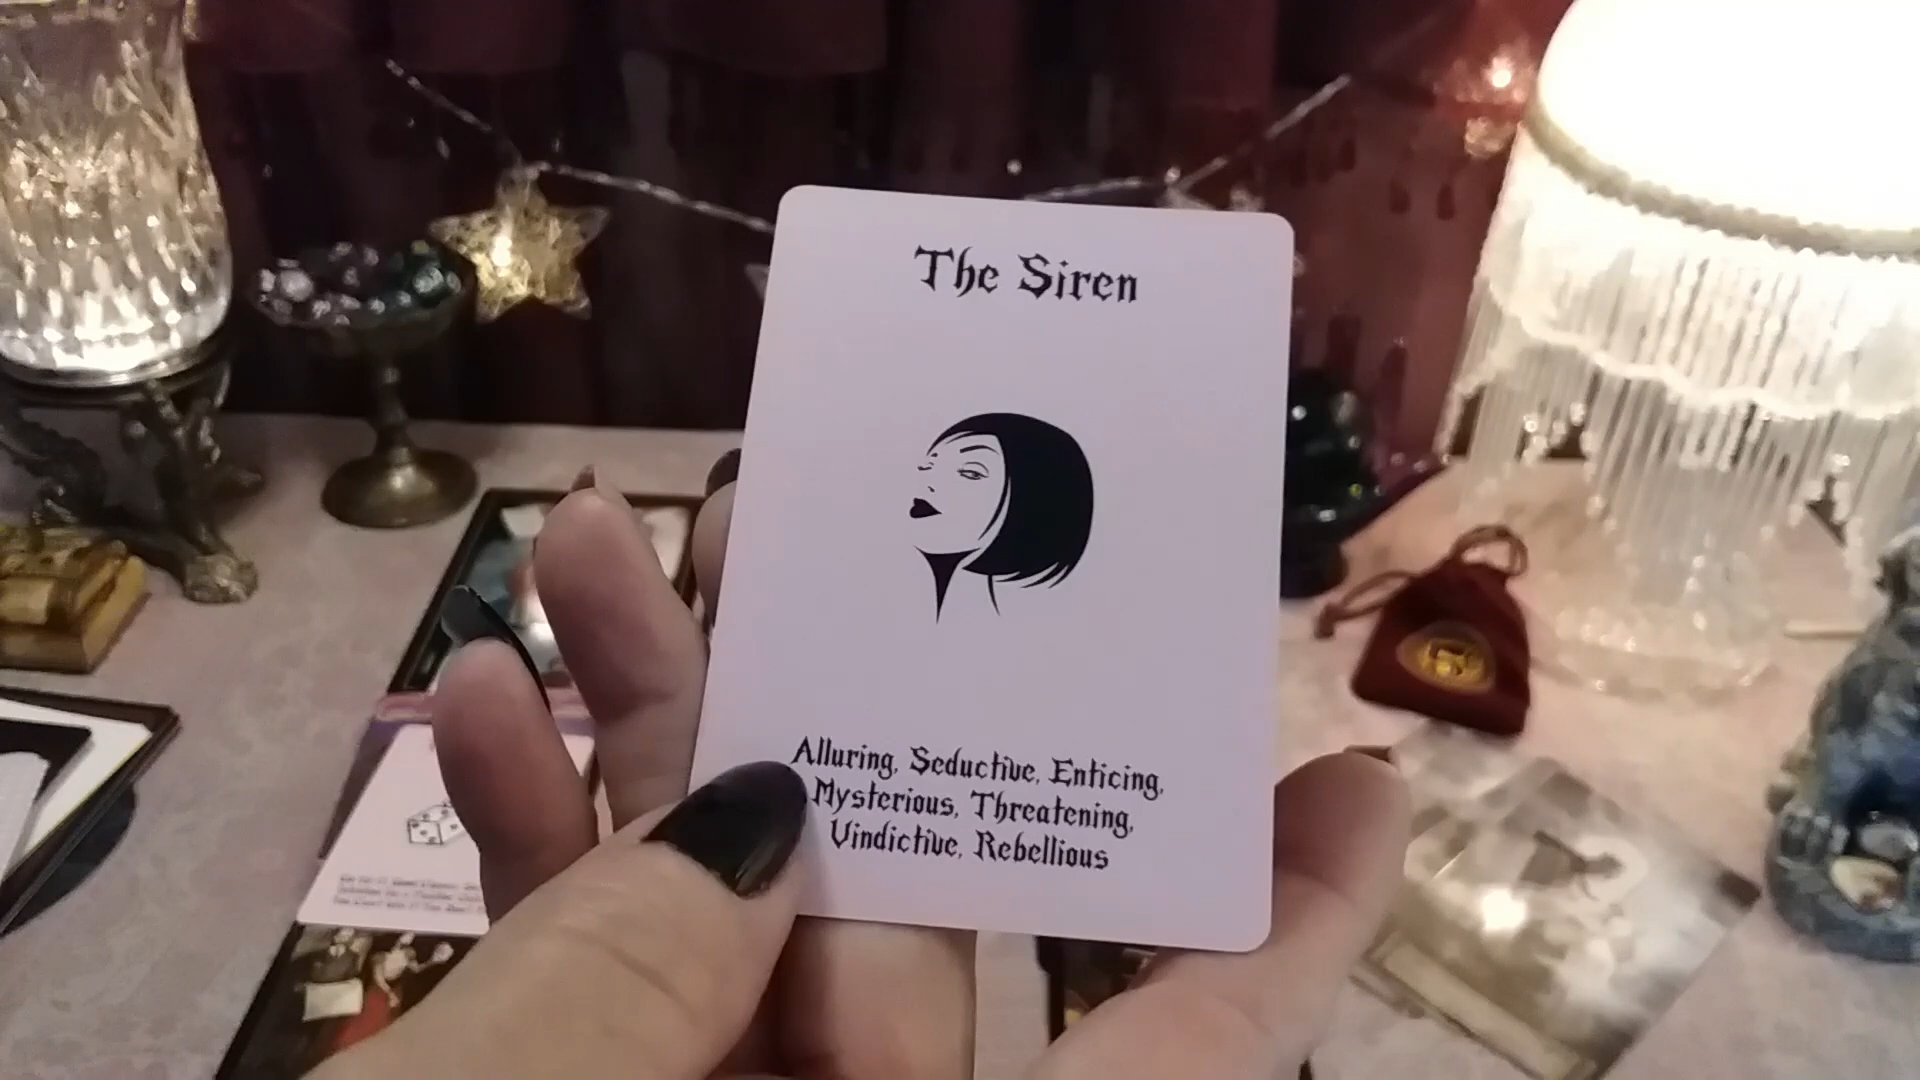 The Siren
Alluring, Seductive, Enticing,
Mysterious, Threatening,
Vindictive, Rebellious